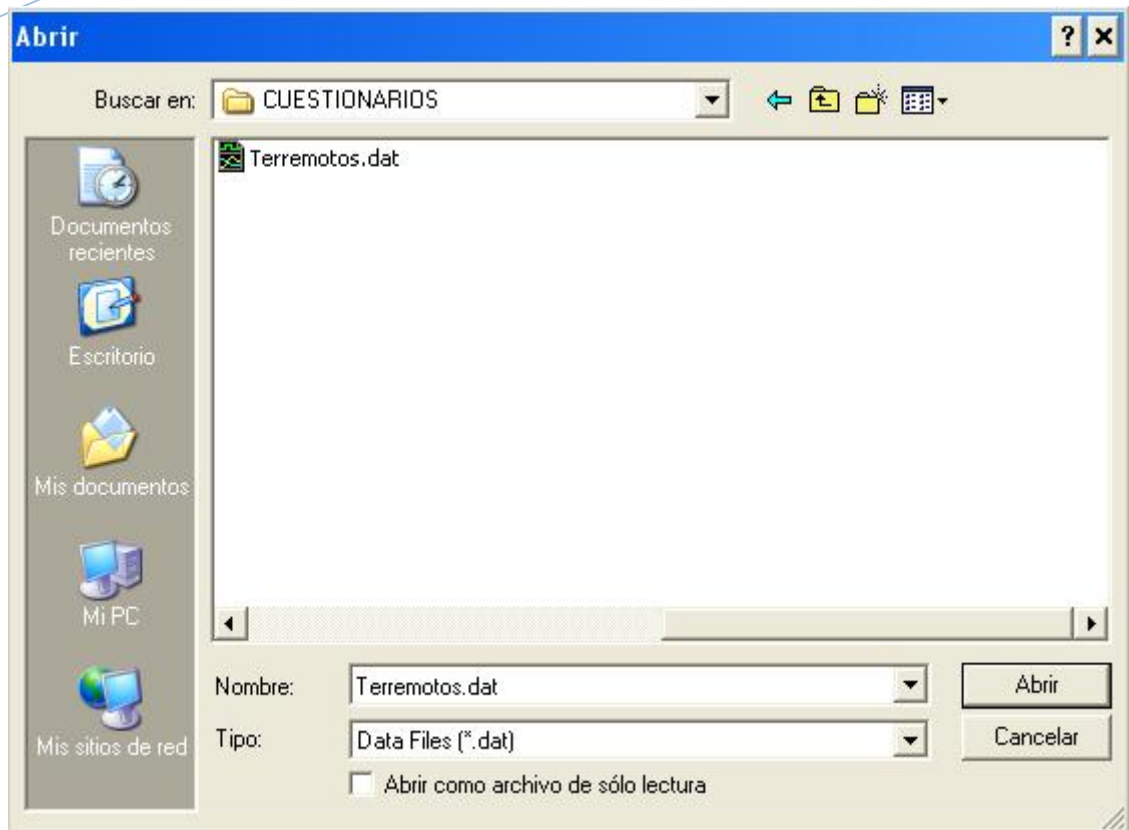 Abrir
?
Buscar en: CUESTIONARIOS
Terremotos.dat
Documentos
recientes
Escritorio
Mis documentos
Mi PC
Mis sitios de red
Nombre: Terremotos.dat Abrir
Tipo: Data Files (*.dat) Cancelar
Abrir como archivo de sólo lectura